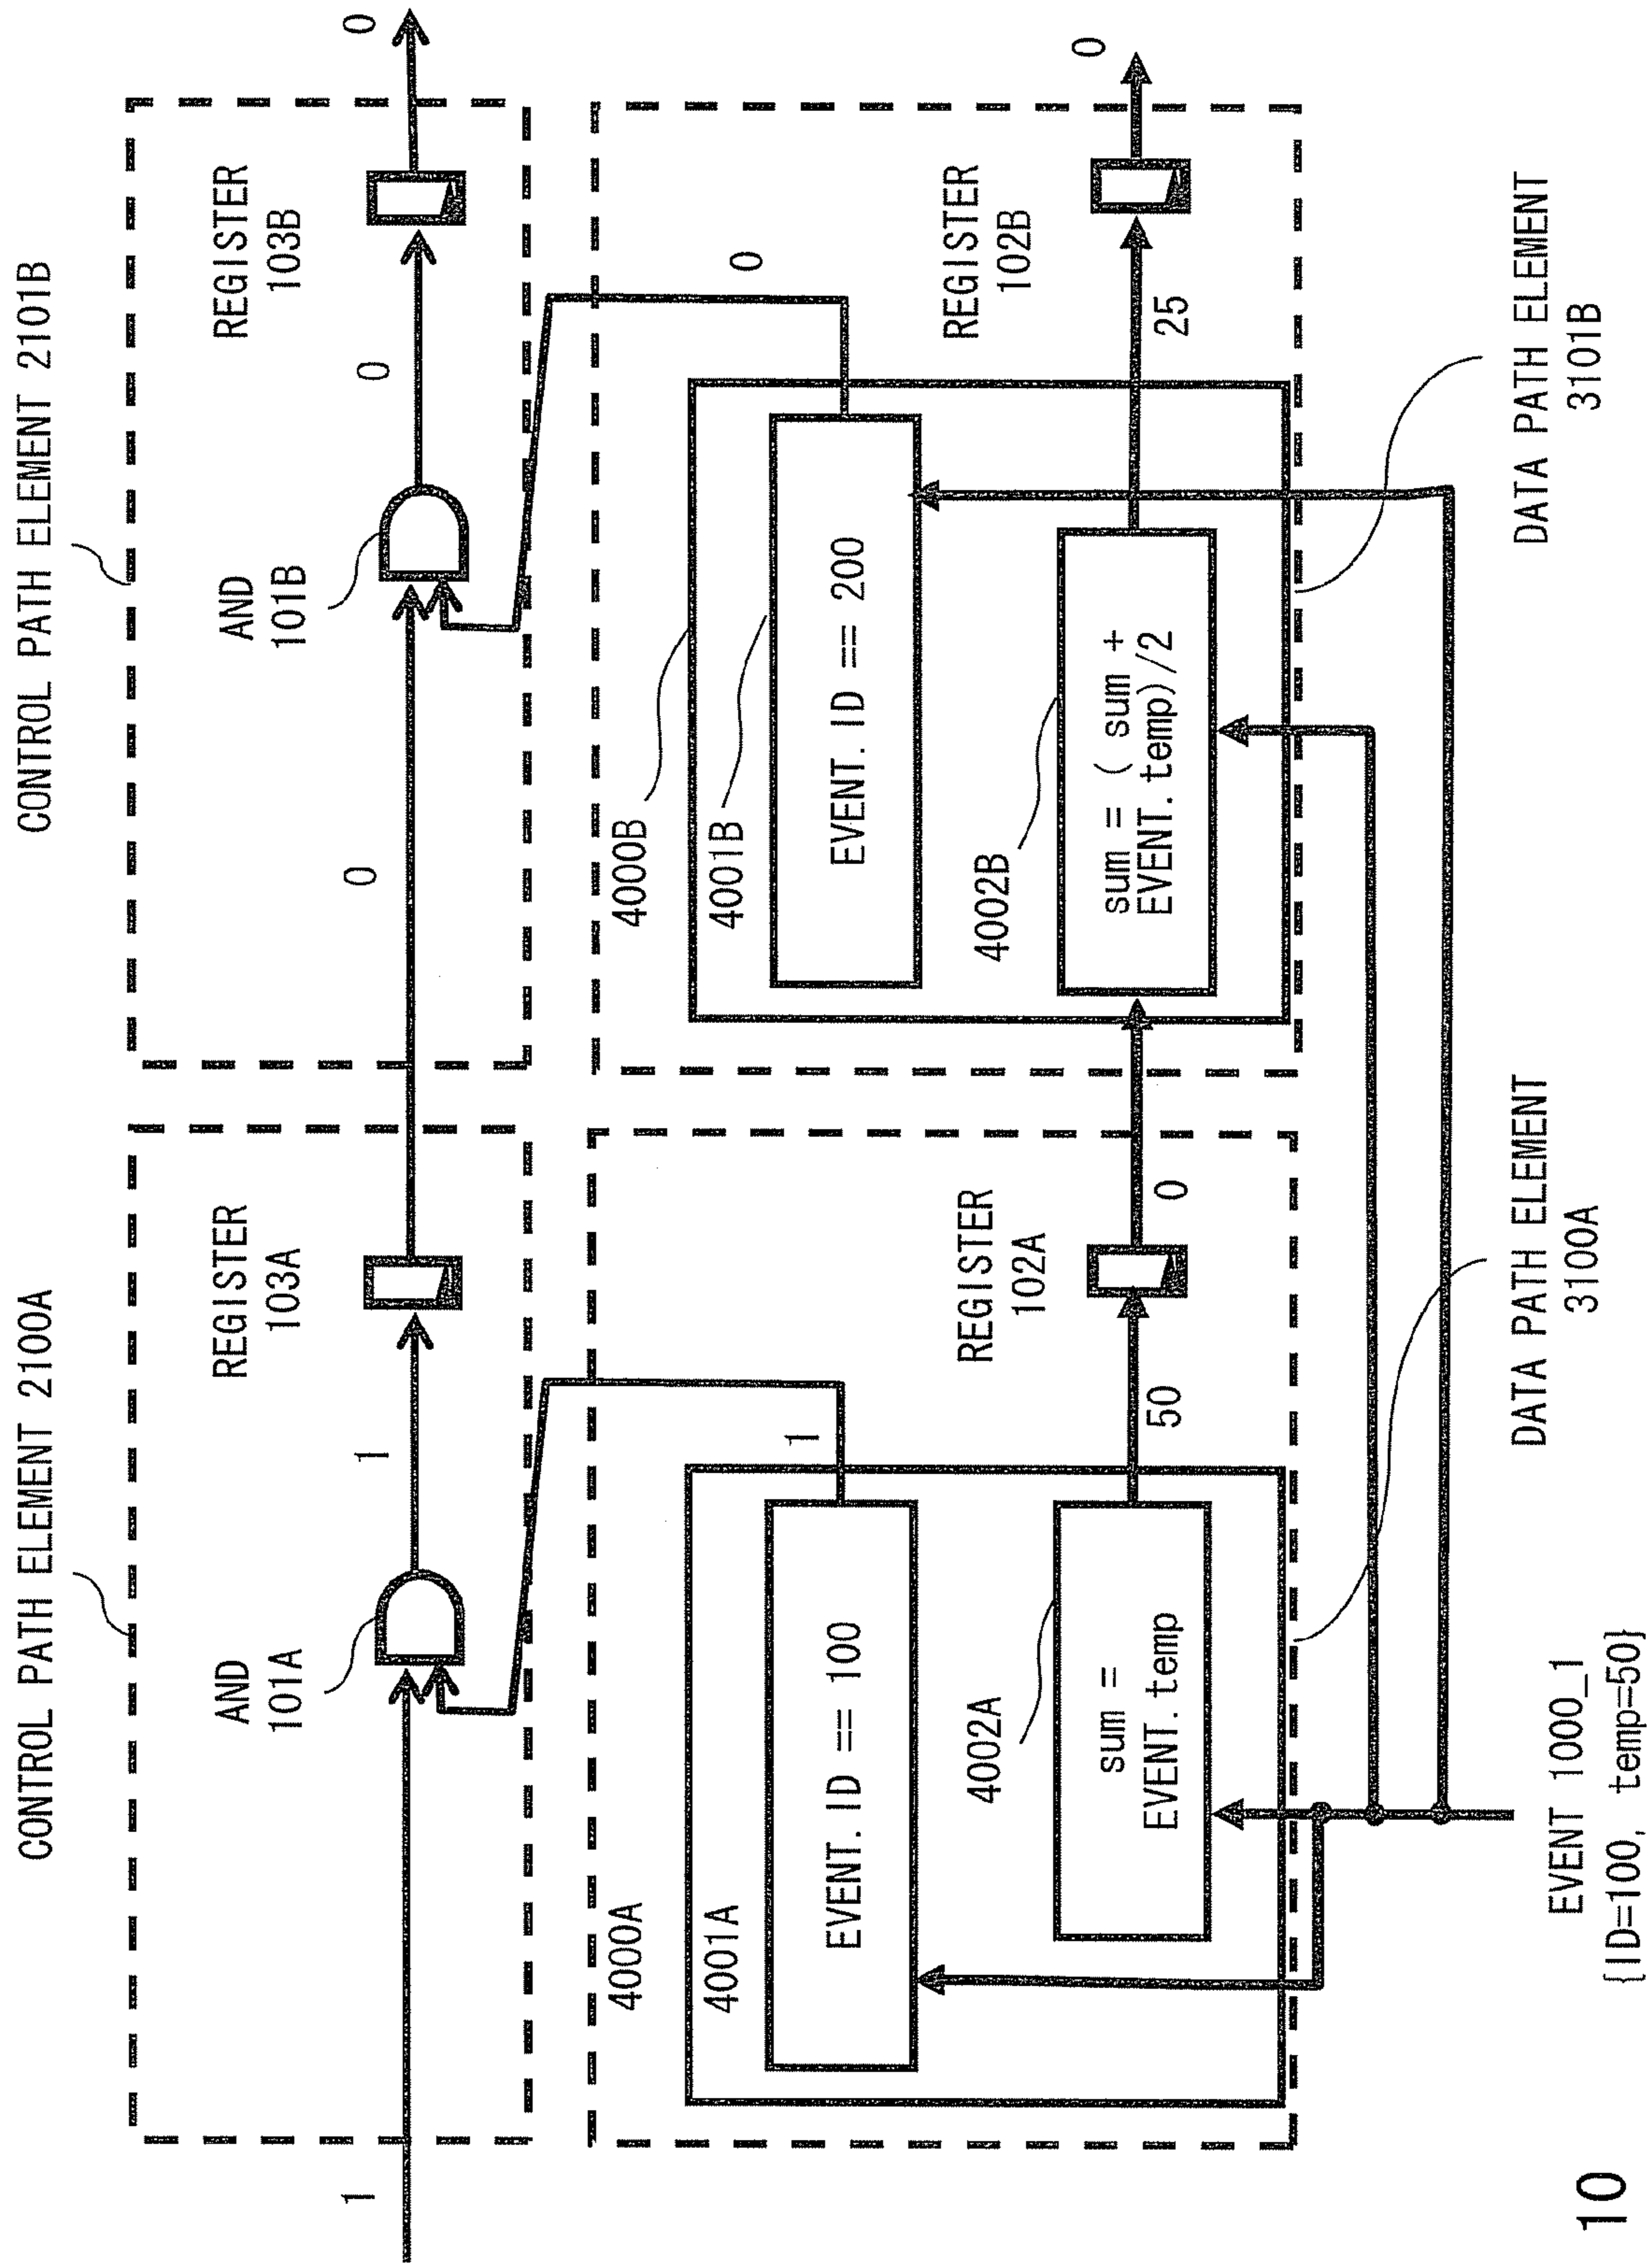 CONTROL PATH ELEMENT 2100A
CONTROL PATH ELEMENT 2101B
1
AND
101A
1
REGISTER
103A
0
AND
101B
0
REGISTER
103B
0
4000A
4001A
EVENT. ID == 100
1
4002A
sum =
EVENT. temp
50
REGISTER
102A
0
4000B
4001B
EVENT. ID == 200
0
4002B
sum = ( sum +
EVENT. temp)/2
25
REGISTER
102B
0
EVENT 1000_1
{ID=100, temp=50}
DATA PATH ELEMENT
3100A
DATA PATH ELEMENT
3101B
10